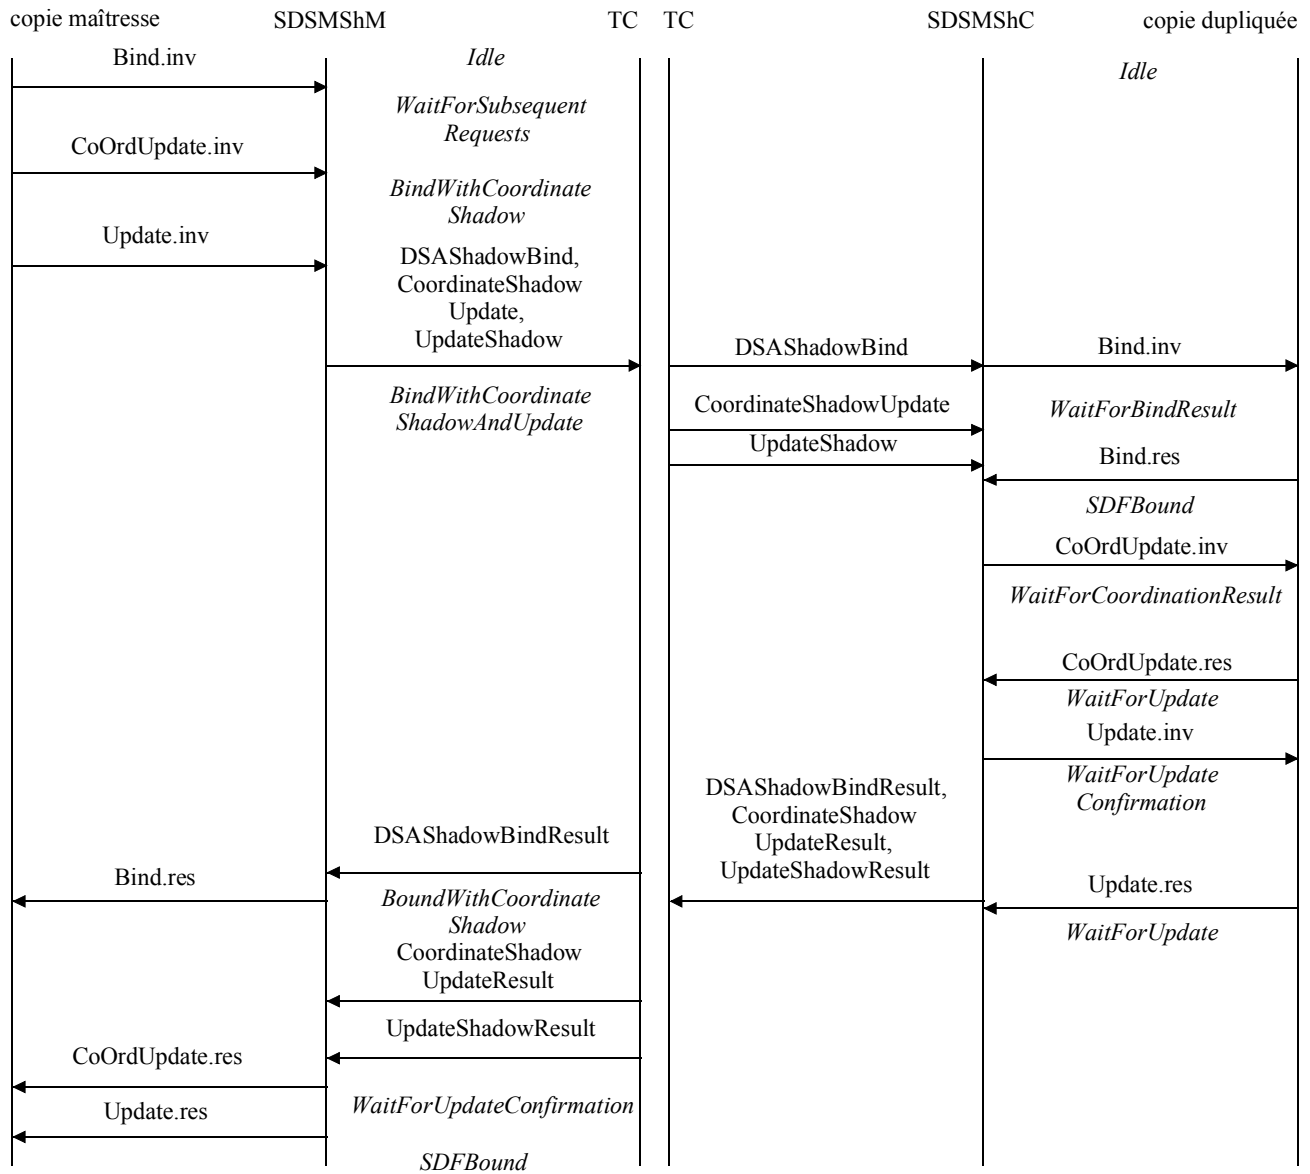 copie maîtresse SDSMShM TC TC SDSMShC copie dupliquée
Bind.inv Idle
Idle
WaitForSubsequent
Requests
CoOrdUpdate.inv
BindWithCoordinate
Shadow
Update.inv
DSAShadowBind,
CoordinateShadow
Update,
UpdateShadow
DSAShadowBind Bind.inv
BindWithCoordinate
ShadowAndUpdate
CoordinateShadowUpdate WaitForBindResult
UpdateShadow
Bind.res
SDFBound
CoOrdUpdate.inv
WaitForCoordinationResult
CoOrdUpdate.res
WaitForUpdate
Update.inv
WaitForUpdate
Confirmation
DSAShadowBindResult,
CoordinateShadow
UpdateResult,
UpdateShadowResult
DSAShadowBindResult
Bind.res
Update.res
BoundWithCoordinate
Shadow
WaitForUpdate
CoordinateShadow
UpdateResult
UpdateShadowResult
CoOrdUpdate.res
Update.res
WaitForUpdateConfirmation
SDFBound